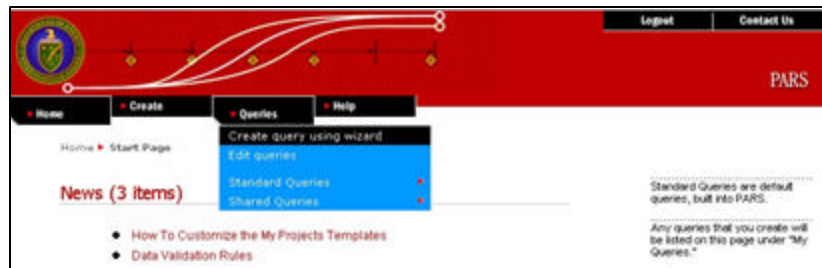 Logout
Contact Us
PARS
Home
Create
Queries
Help
Create query using wizard
Edit queries
Standard Queries
Shared Queries
Home Start Page
News (3 items)
How To Customize the My Projects Templates
Data Validation Rules
Standard Queries are default
queries, built into PARS.
Any queries that you create will
be listed on this page under "My
Queries."